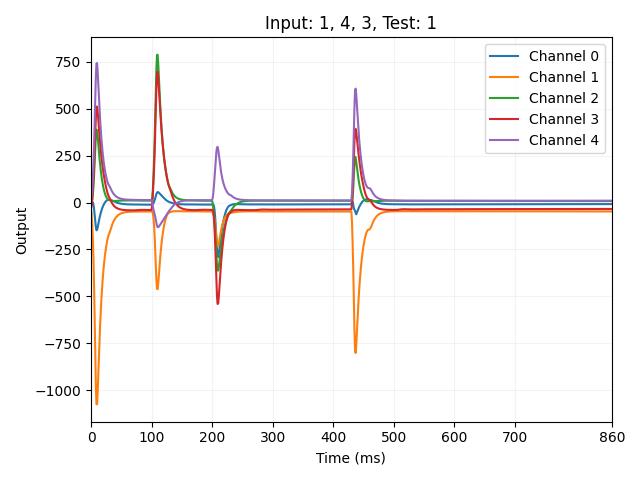 Input: 1, 4, 3, Test: 1
Output
750
500
250
0
−250
−500
−750
−1000
Channel 0
Channel 1
Channel 2
Channel 3
Channel 4
0 100 200 300 400 500 600 700 860
Time (ms)